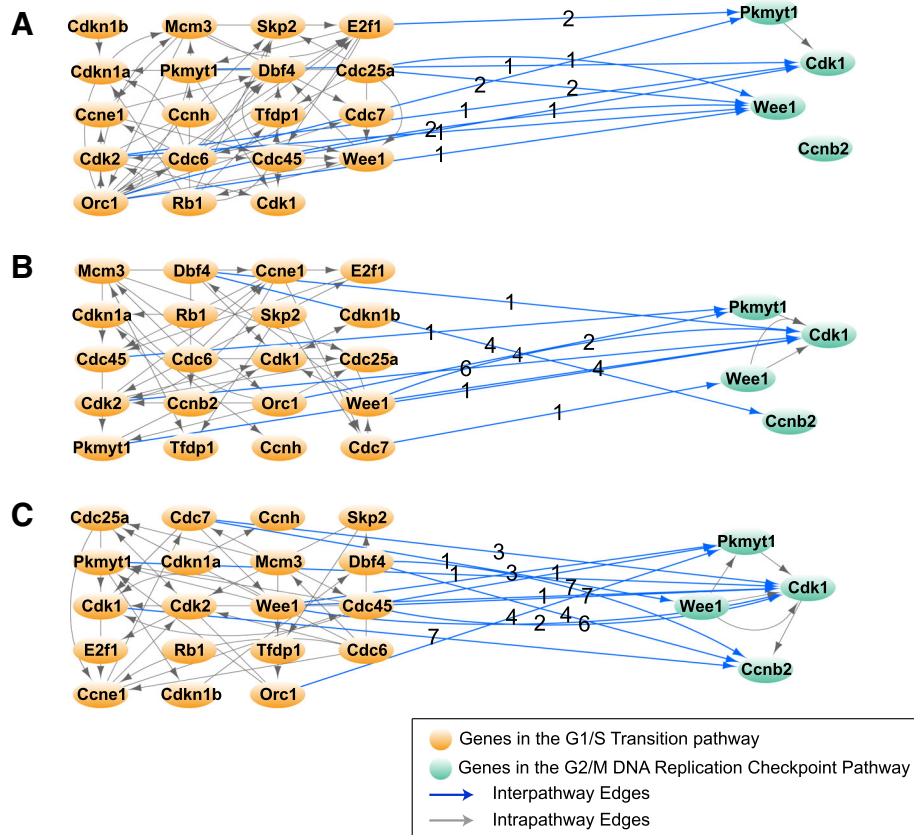 A
Cdkn1b Mcm3 Skp2 E2f1 2 Pkmyt1
Cdkn1a Pkmyt1 Dbf4 Cdc25a 1 1 Cdk1
2 2
Ccne1 Ccnh Tfdp1 Cdc7 1 1 Wee1
21
Cdk2 Cdc6 Cdc45 Wee1 1 Ccnb2
Orc1 Rb1 Cdk1
B
Mcm3 Dbf4 Ccne1 E2f1
1 Pkmyt1
Cdkn1a Rb1 Skp2 Cdkn1b 1 Cdk1
4 4 2
Cdc45 Cdc6 Cdk1 Cdc25a 6 4 Wee1
1
Cdk2 Ccnb2 Orc1 Wee1 1 Ccnb2
Pkmyt1 Tfdp1 Ccnh Cdc7
C
Cdc25a Cdc7 Ccnh Skp2
3 Pkmyt1
Pkmyt1 Cdkn1a Mcm3 Dbf4 1 1 3 1
7 Cdk1
Cdk1 Cdk2 Wee1 Cdc45 1 7 Wee1
4 2 4 6
E2f1 Rb1 Tfdp1 Cdc6 7
Ccnb2
Ccne1 Cdkn1b Orc1
Genes in the G1/S Transition pathway
Genes in the G2/M DNA Replication Checkpoint Pathway
Interpathway Edges
Intrapathway Edges